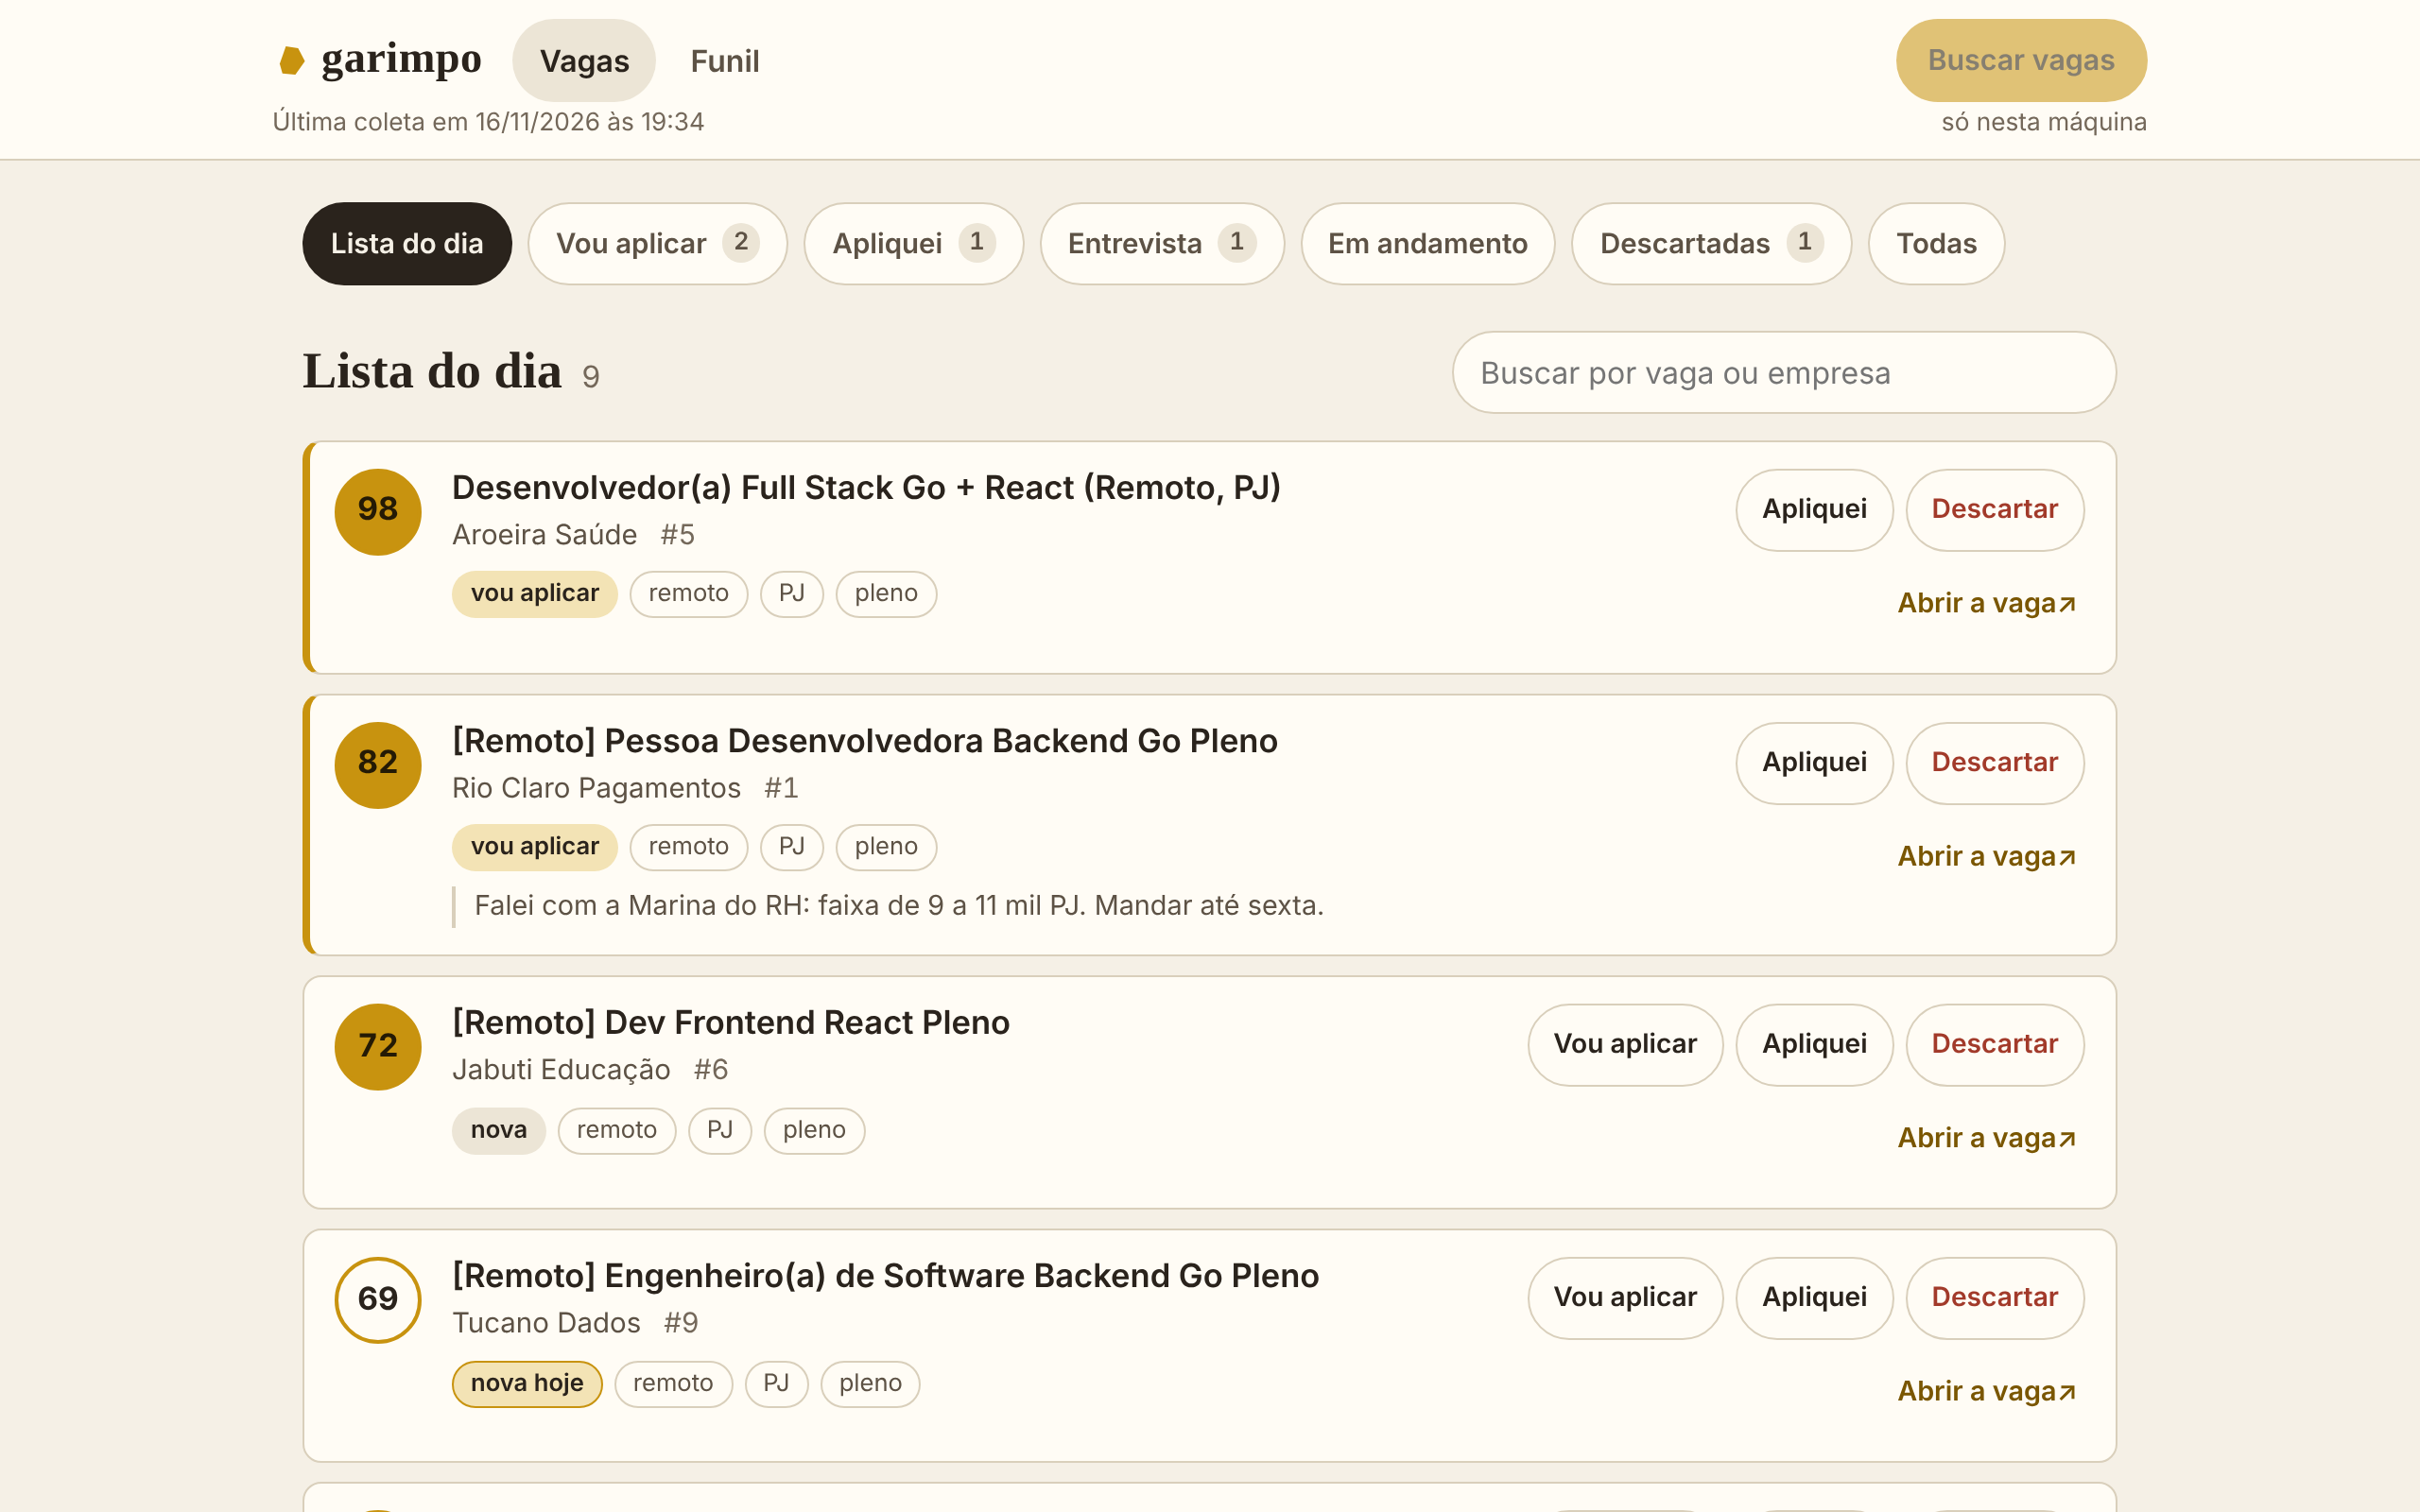 garimpo Vagas Funil Buscar vagas
Última coleta em 16/11/2026 às 19:34 só nesta máquina
Lista do dia Vou aplicar 2 Apliquei 1 Entrevista 1 Em andamento Descartadas 1 Todas
Lista do dia 9 Buscar por vaga ou empresa
98 Desenvolvedor(a) Full Stack Go + React (Remoto, PJ) Apliquei Descartar
Aroeira Saúde #5
vou aplicar remoto PJ pleno Abrir a vaga↗
82 [Remoto] Pessoa Desenvolvedora Backend Go Pleno Apliquei Descartar
Rio Claro Pagamentos #1
vou aplicar remoto PJ pleno Abrir a vaga↗
Falei com a Marina do RH: faixa de 9 a 11 mil PJ. Mandar até sexta.
72 [Remoto] Dev Frontend React Pleno Vou aplicar Apliquei Descartar
Jabuti Educação #6
nova remoto PJ pleno Abrir a vaga↗
69 [Remoto] Engenheiro(a) de Software Backend Go Pleno Vou aplicar Apliquei Descartar
Tucano Dados #9
nova hoje remoto PJ pleno Abrir a vaga↗